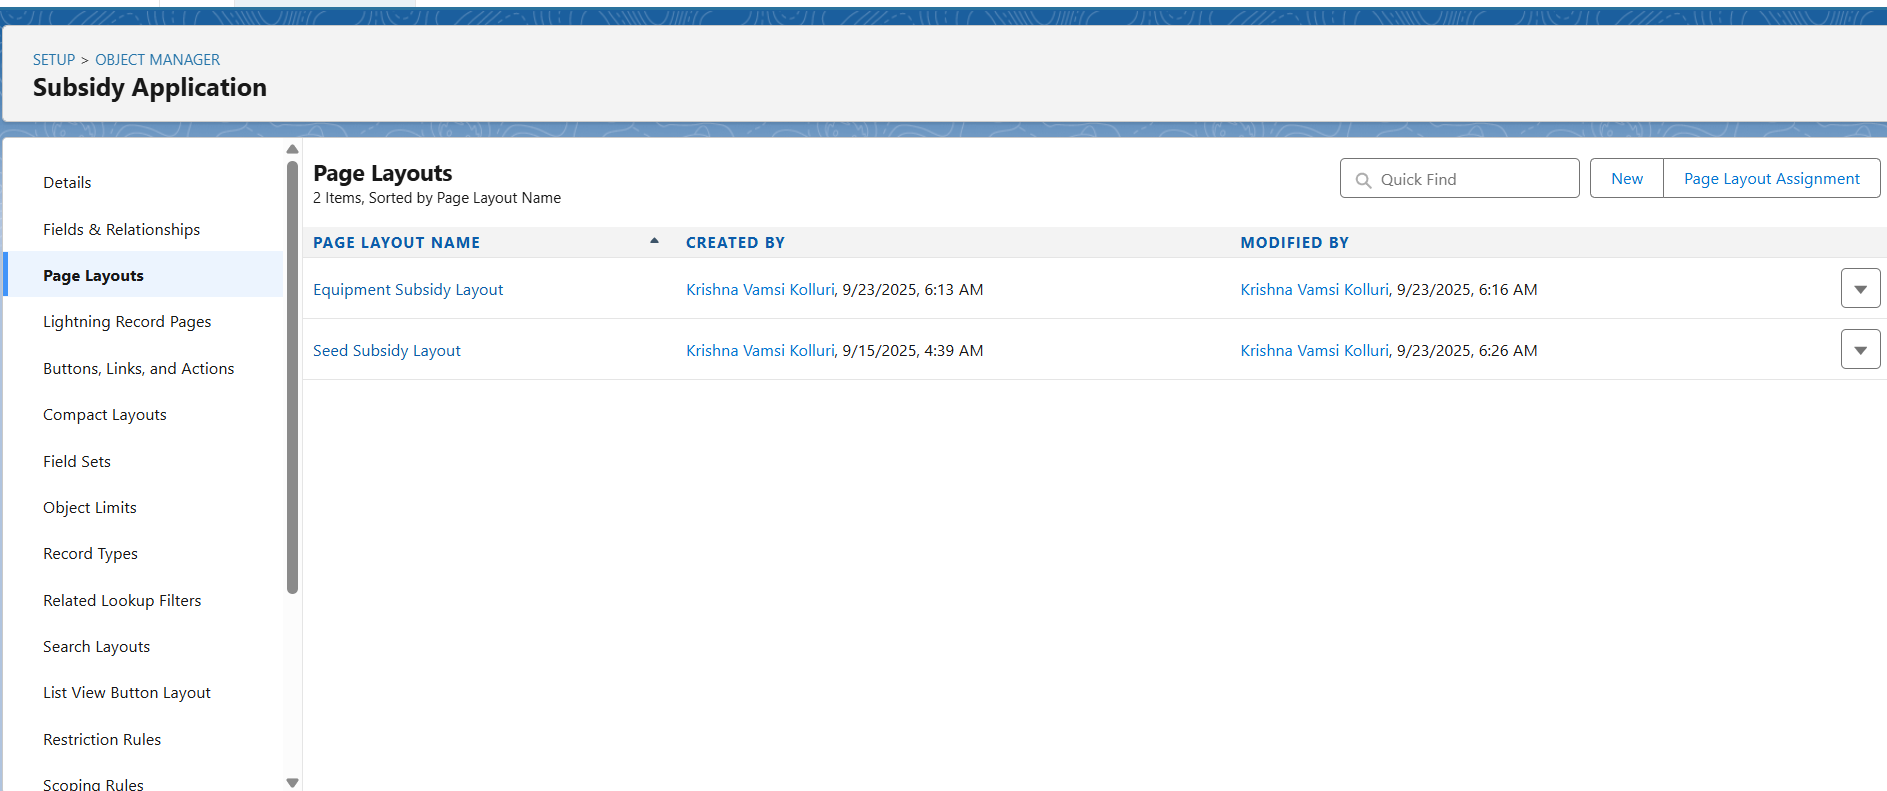 SETUP > OBJECT MANAGER
Subsidy Application
Details
Fields & Relationships
Page Layouts
Lightning Record Pages
Buttons, Links, and Actions
Compact Layouts
Field Sets
Object Limits
Record Types
Related Lookup Filters
Search Layouts
List View Button Layout
Restriction Rules
Scoping Rules
Page Layouts
2 Items, Sorted by Page Layout Name
Quick Find
New
Page Layout Assignment
PAGE LAYOUT NAME CREATED BY MODIFIED BY
Equipment Subsidy Layout Krishna Vamsi Kolluri, 9/23/2025, 6:13 AM Krishna Vamsi Kolluri, 9/23/2025, 6:16 AM
Seed Subsidy Layout Krishna Vamsi Kolluri, 9/15/2025, 4:39 AM Krishna Vamsi Kolluri, 9/23/2025, 6:26 AM